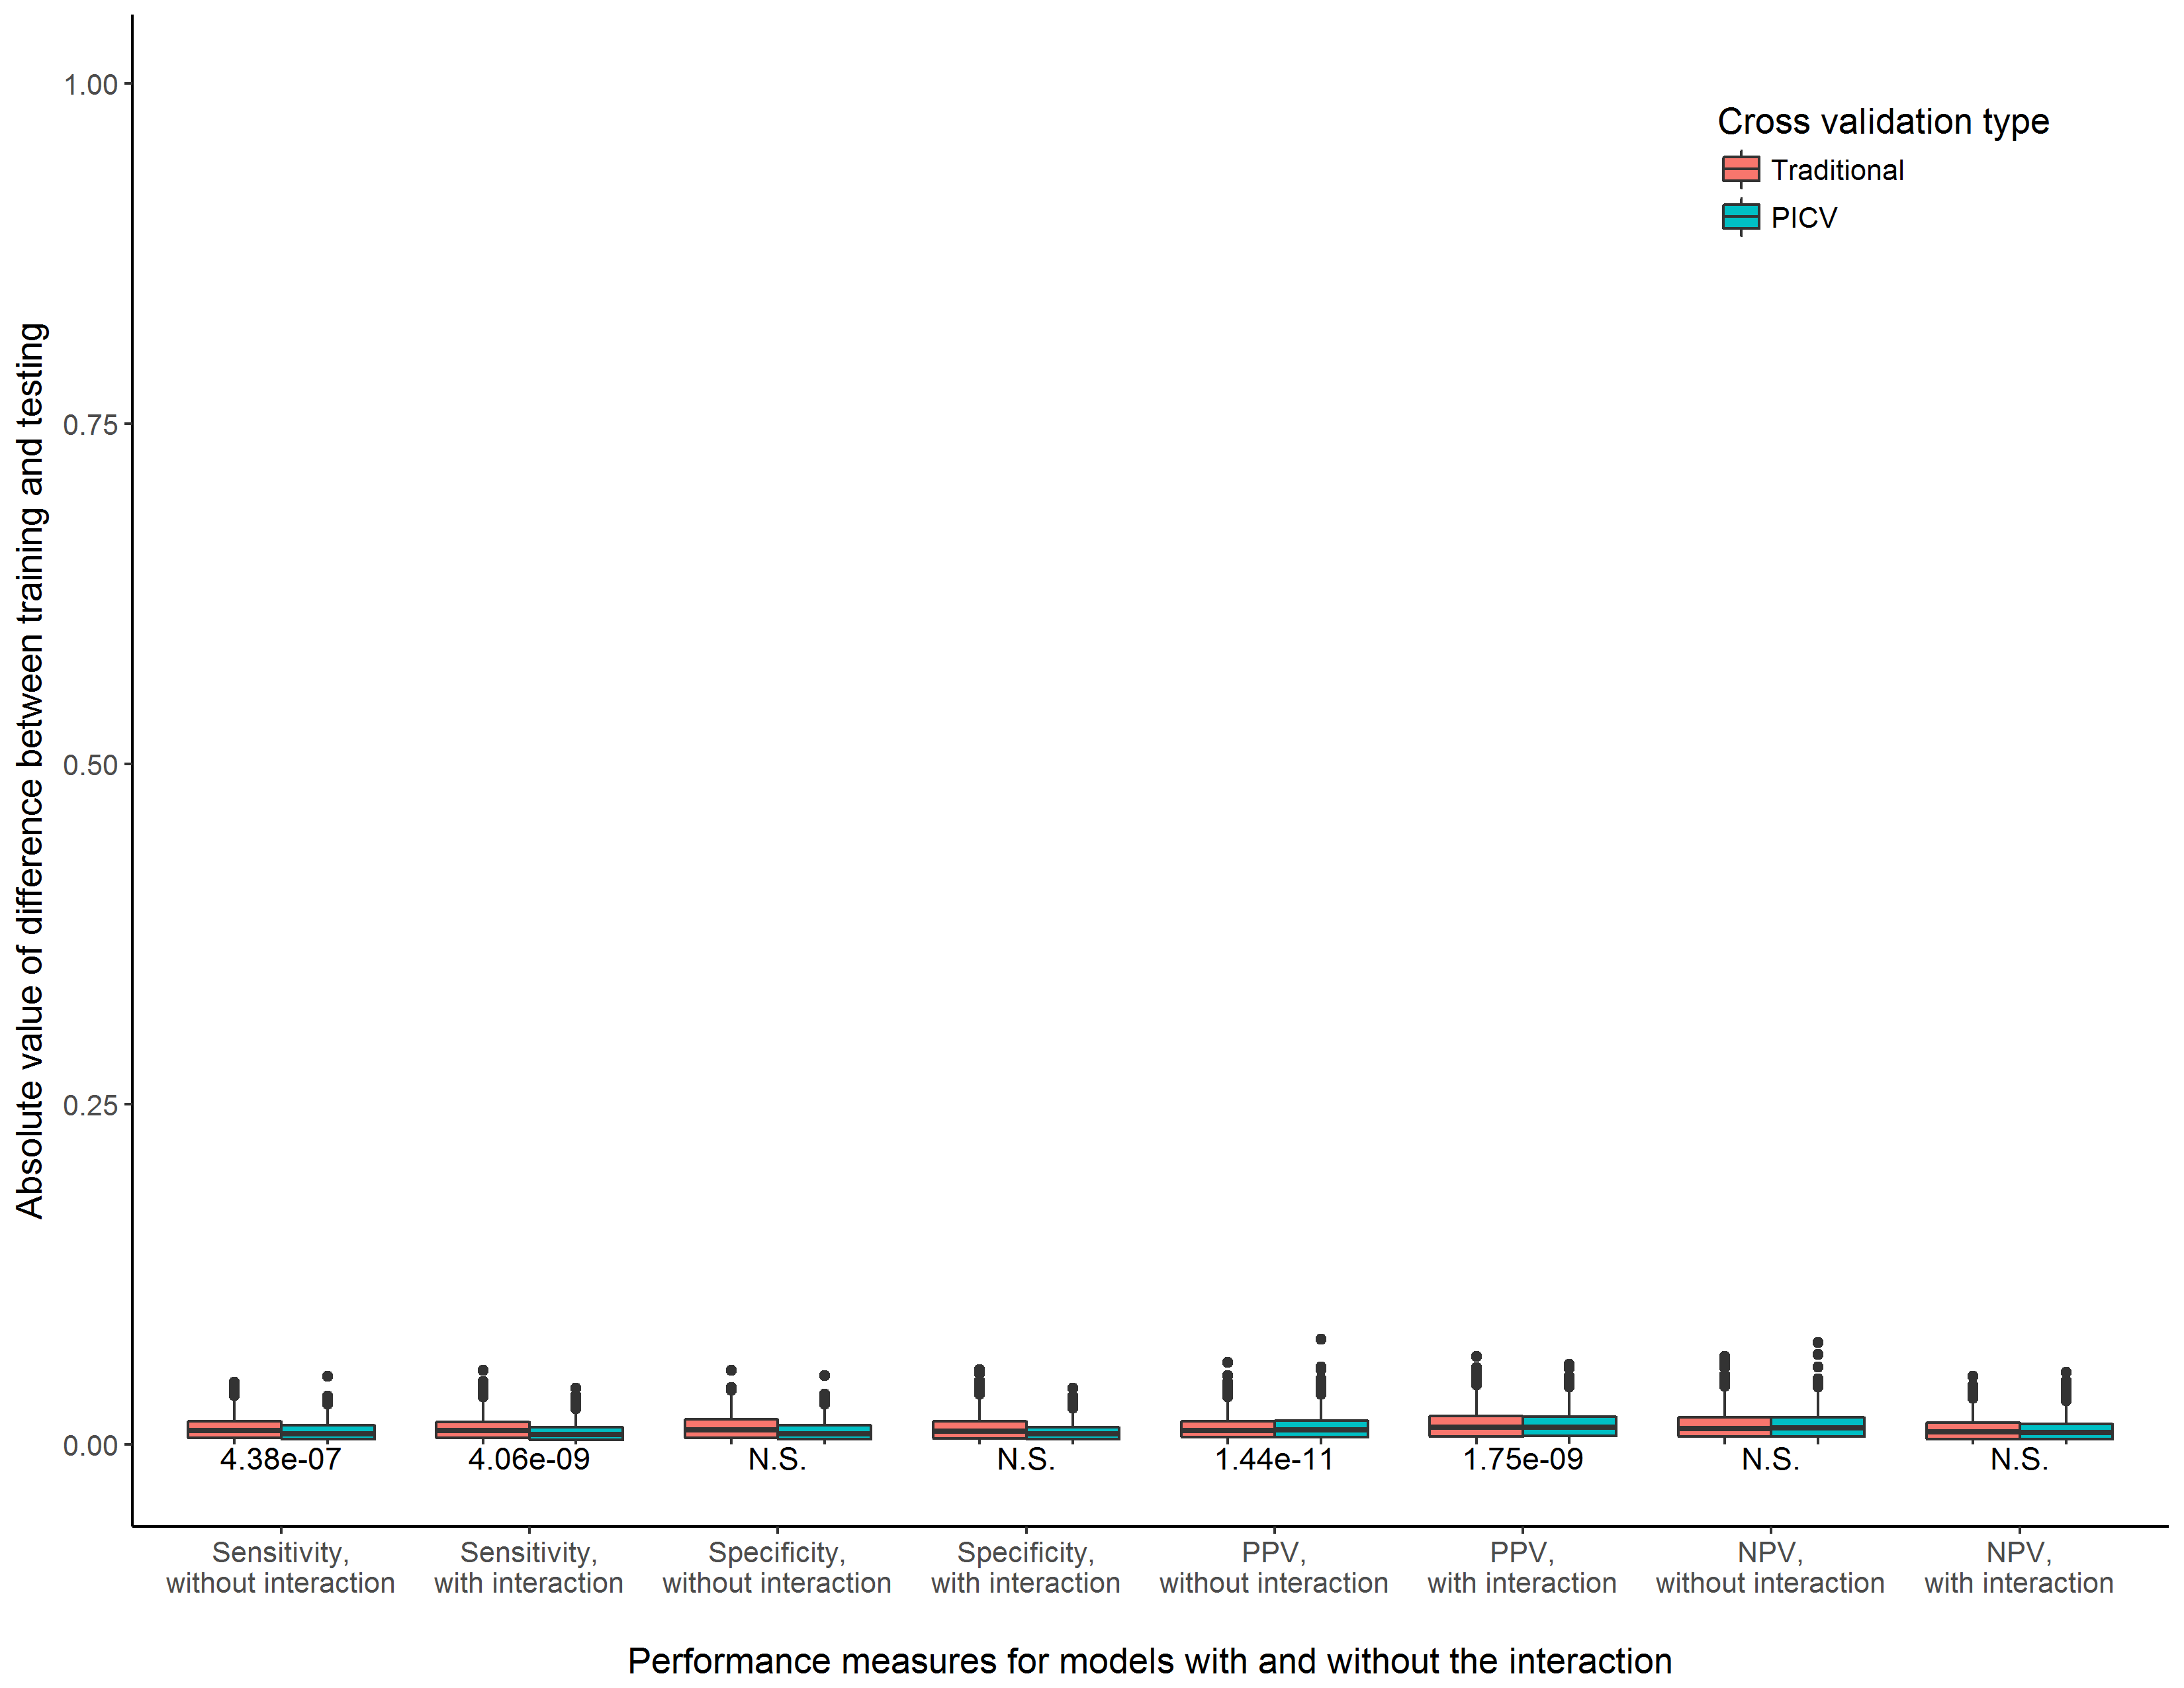 Absolute value of difference between training and testing
1.00
0.75
0.50
0.25
0.00
Cross validation type
Traditional
PICV
4.38e-07
4.06e-09
N.S.
N.S.
1.44e-11
1.75e-09
N.S.
N.S.
Sensitivity,
without interaction
Sensitivity,
with interaction
Specificity,
without interaction
Specificity,
with interaction
PPV,
without interaction
PPV,
with interaction
NPV,
without interaction
NPV,
with interaction
Performance measures for models with and without the interaction